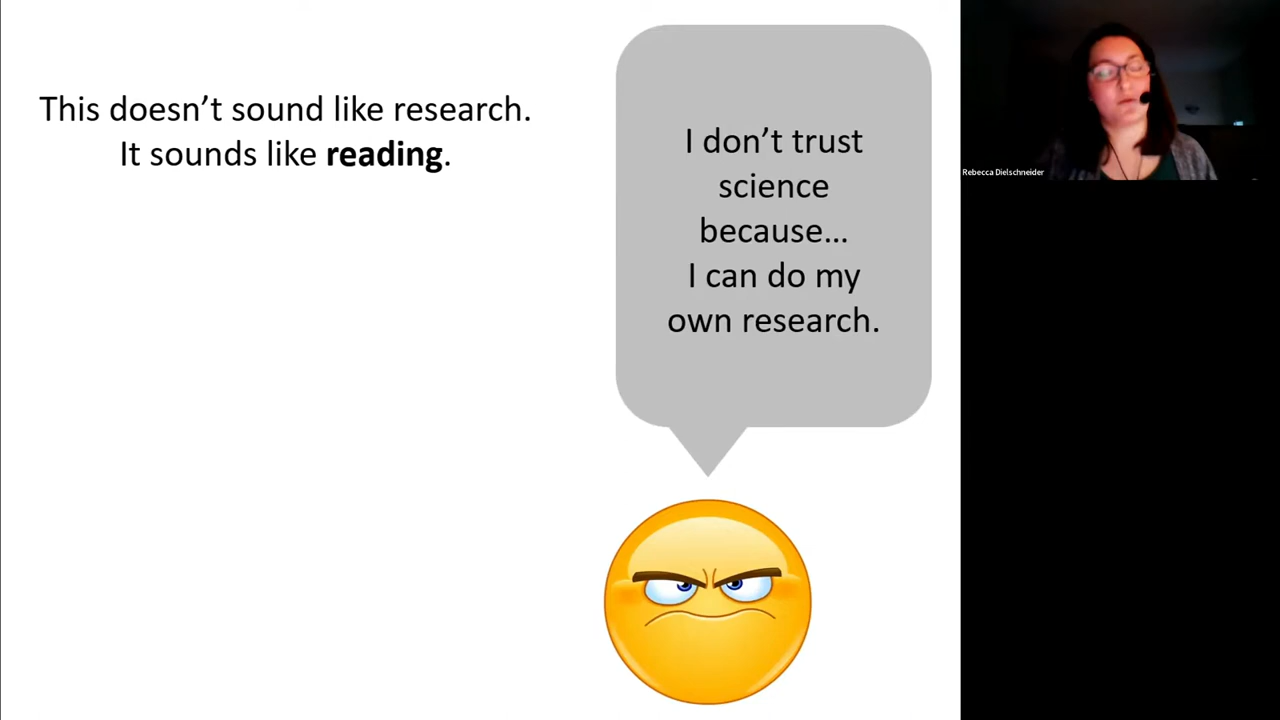 This doesn’t sound like research.
It sounds like reading.
I don’t trust
science
because…
I can do my
own research.
Rebecca Dielschneider